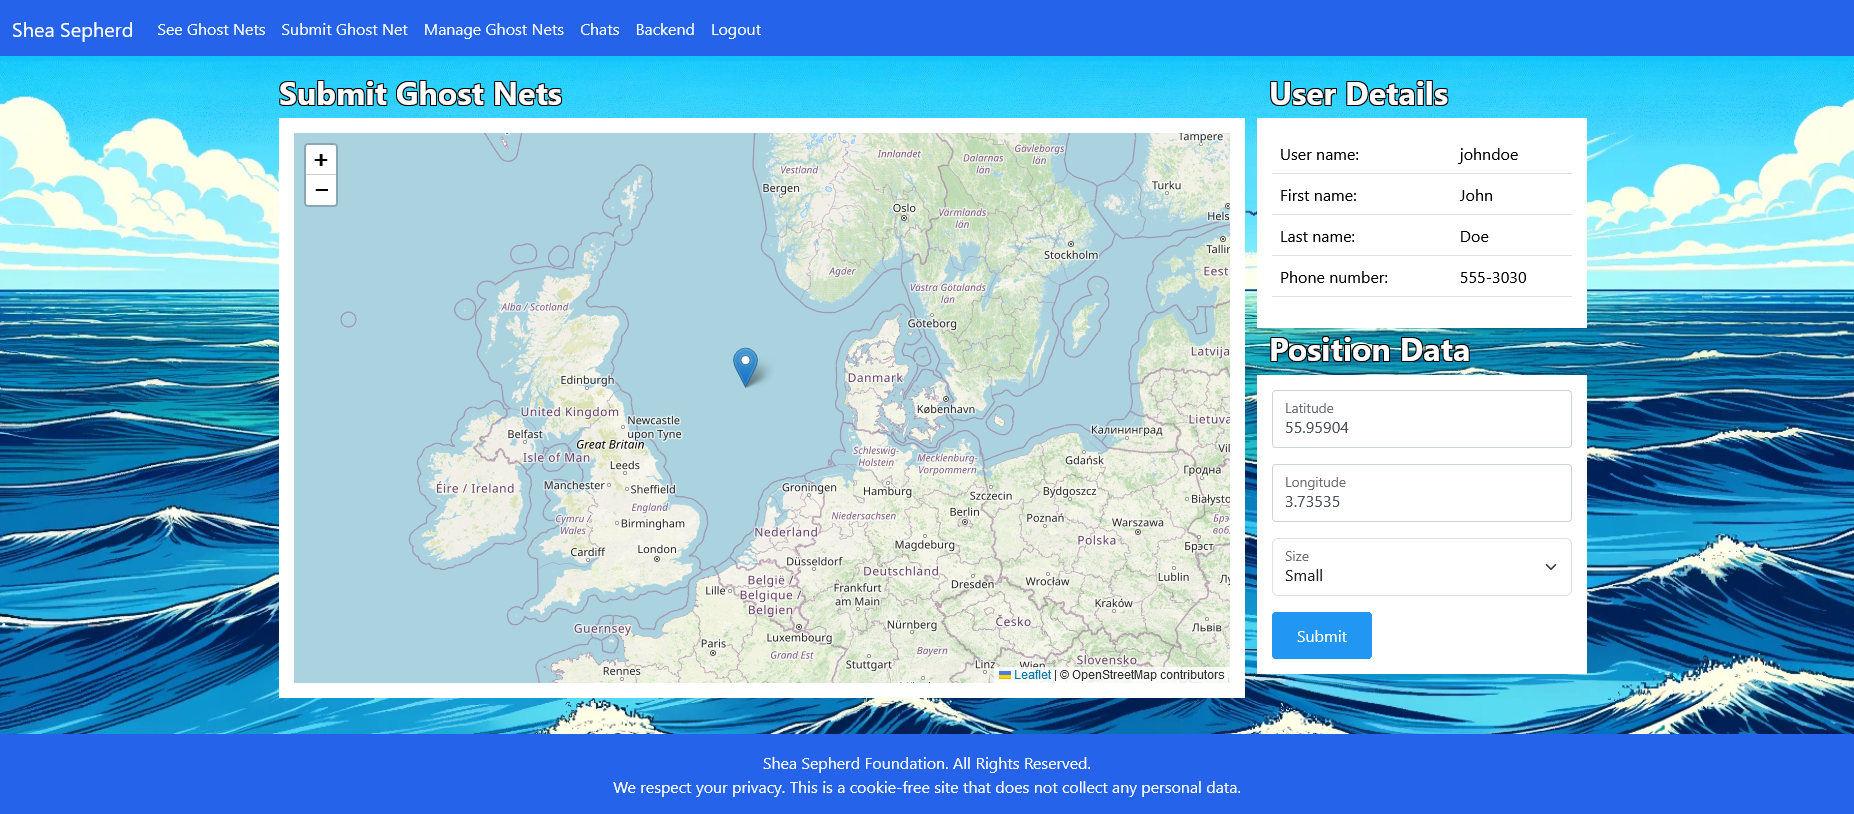 Shea Sepherd
See Ghost Nets
Submit Ghost Net
Manage Ghost Nets
Chats
Backend
Logout
Submit Ghost Nets
+
−
Tampere
Innlandet
Dalarnas
län
Gävleborgs
län
Vestland
Bergen
Turku
Oslo
Värmlands
län
Stockholm
Agder
Västra Götalands
län
Alba / Scotland
Göteborg
Latvija
Edinburgh
Danmark
United Kingdom
København
Newcastle
upon Tyne
Belfast
Great Britain
Isle of Man
Калининград
Leeds
Schleswig-
Holstein
Mecklenburg-
Vorpommern
Gdańsk
Гродна
Éire / Ireland
Manchester
Sheffield
Groningen
Hamburg
Szczecin
Bydgoszcz
England
Niedersachsen
Berlin
Cymru /
Wales
Birmingham
Nederland
Poznań
Warszawa
Cardiff
London
Magdeburg
Polska
Брэст
Düsseldorf
Deutschland
België /
Belgique /
Belgien
Lille
Frankfurt
am Main
Dresden
Wrocław
Lublin
Kraków
Guernsey
Luxembourg
Nürnberg
Česko
Львів
Paris
Grand Est
Bayern
Rennes
Stuttgart
Linz
Wien
Slovensko
Leaflet | © OpenStreetMap contributors
User Details
User name: johndoe
First name: John
Last name: Doe
Phone number: 555-3030
Position Data
Latitude
55.95904
Longitude
3.73535
Size
Small
Submit
Shea Sepherd Foundation. All Rights Reserved.
We respect your privacy. This is a cookie-free site that does not collect any personal data.